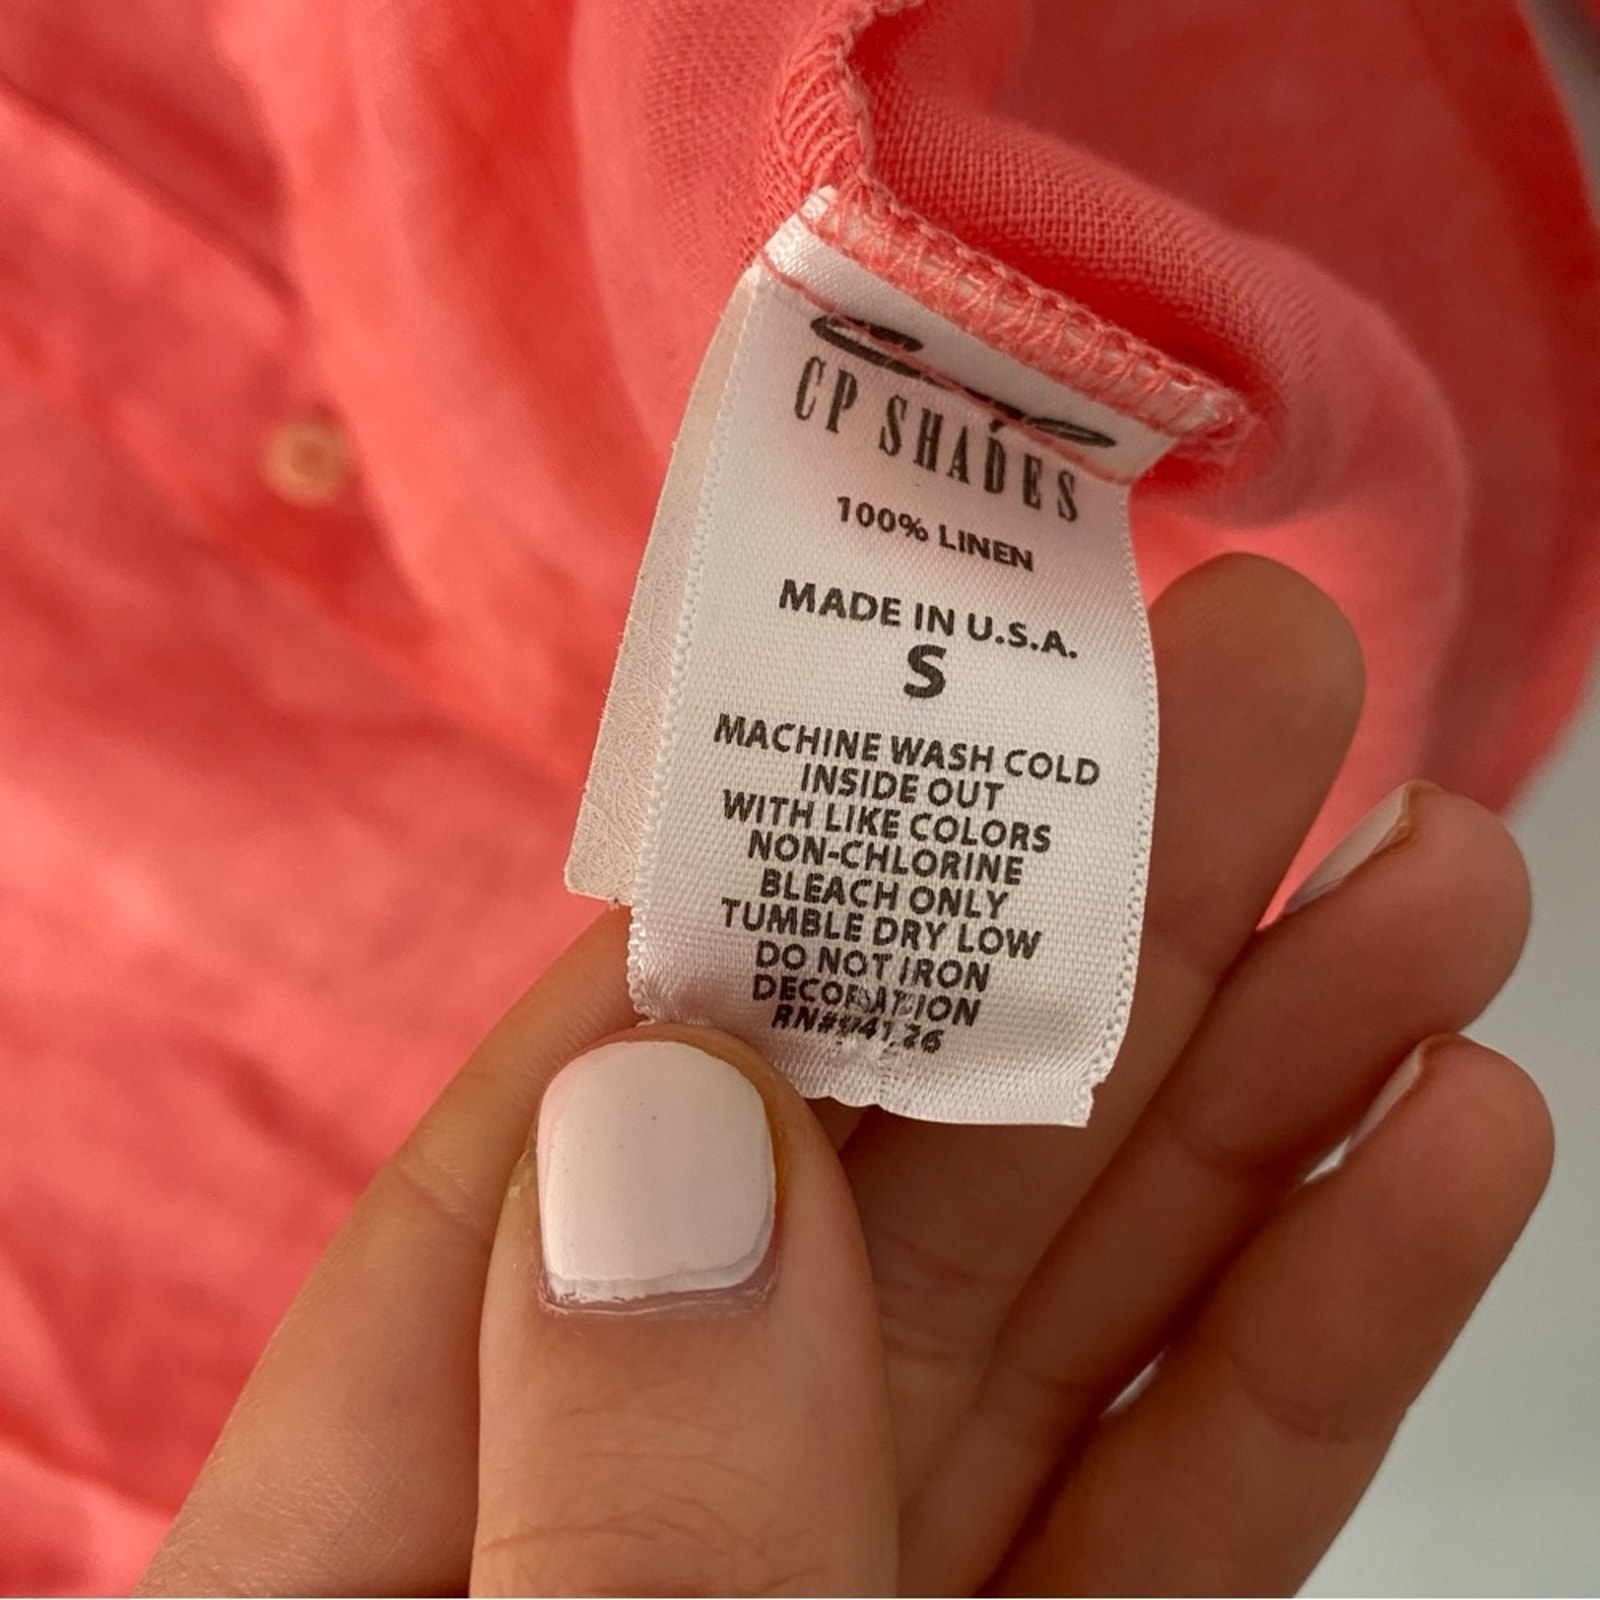 CP SHADES
100% LINEN
MADE IN U.S.A.
S
MACHINE WASH COLD
INSIDE OUT
WITH LIKE COLORS
NON-CHLORINE
BLEACH ONLY
TUMBLE DRY LOW
DO NOT IRON
DECORATION